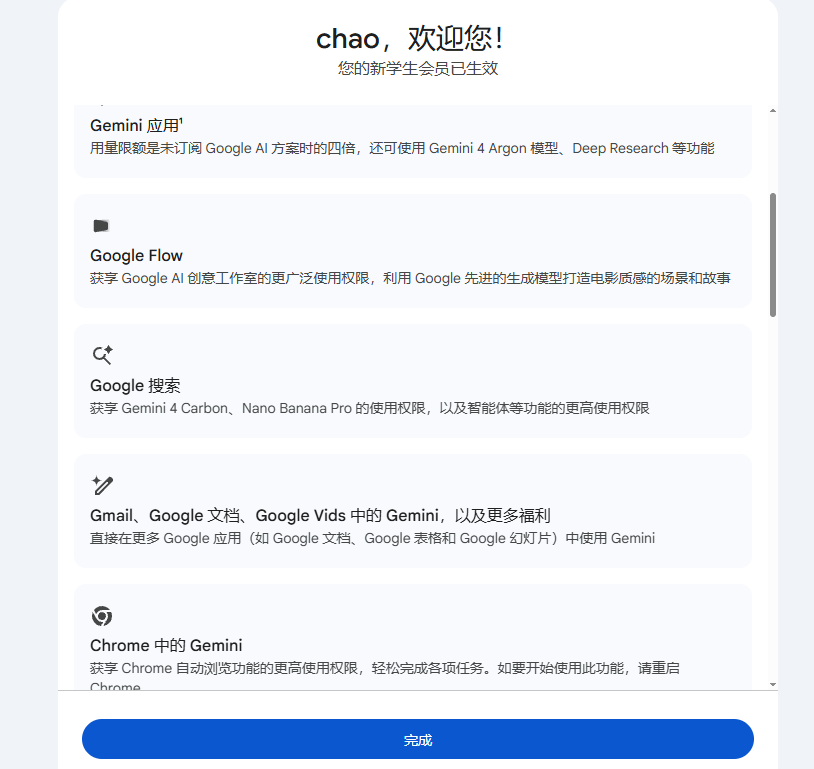 chao，欢迎您！
您的新学生会员已生效
Gemini 应用¹
用量限额是未订阅 Google AI 方案时的四倍，还可使用 Gemini 4 Argon 模型、Deep Research 等功能
Google Flow
获享 Google AI 创意工作室的更广泛使用权限，利用 Google 先进的生成模型打造电影质感的场景和故事
Google 搜索
获享 Gemini 4 Carbon、Nano Banana Pro 的使用权限，以及智能体等功能的更高使用权限
Gmail、Google 文档、Google Vids 中的 Gemini，以及更多福利
直接在更多 Google 应用（如 Google 文档、Google 表格和 Google 幻灯片）中使用 Gemini
Chrome 中的 Gemini
获享 Chrome 自动浏览功能的更高使用权限，轻松完成各项任务。如要开始使用此功能，请重启
Chrome
完成